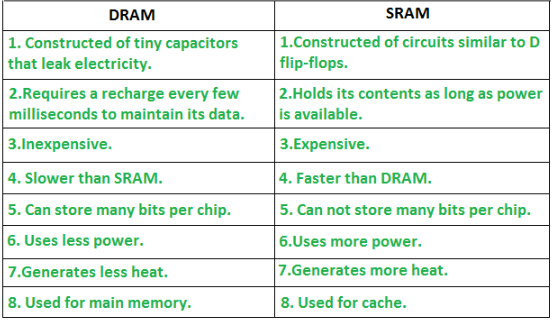 DRAM
SRAM
1. Constructed of tiny capacitors
that leak electricity.
1.Constructed of circuits similar to D
flip-flops.
2.Requires a recharge every few
milliseconds to maintain its data.
2.Holds its contents as long as power
is available.
3.Inexpensive.
3.Expensive.
4. Slower than SRAM.
4. Faster than DRAM.
5. Can store many bits per chip.
5. Can not store many bits per chip.
6. Uses less power.
6.Uses more power.
7.Generates less heat.
7.Generates more heat.
8. Used for main memory.
8. Used for cache.